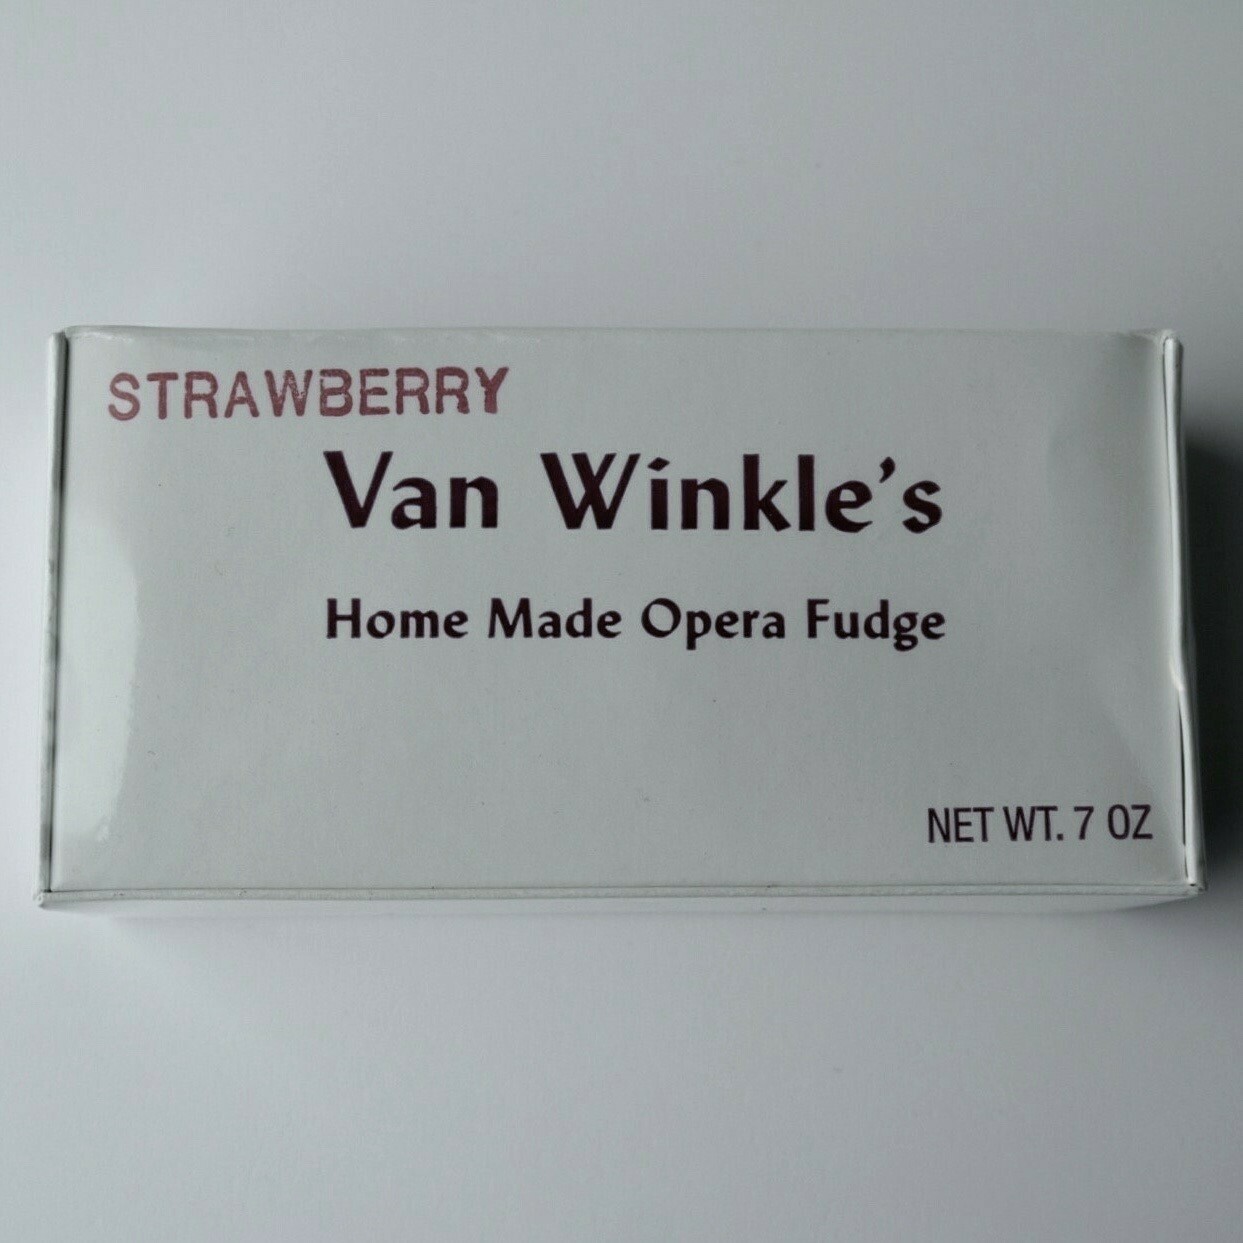 STRAWBERRY
Van Winkle's
Home Made Opera Fudge
NET WT. 7 OZ